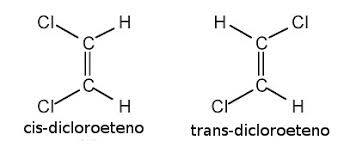 Cl H H Cl
C C
C C
Cl H Cl H
cis-dicloroeteno trans-dicloroeteno